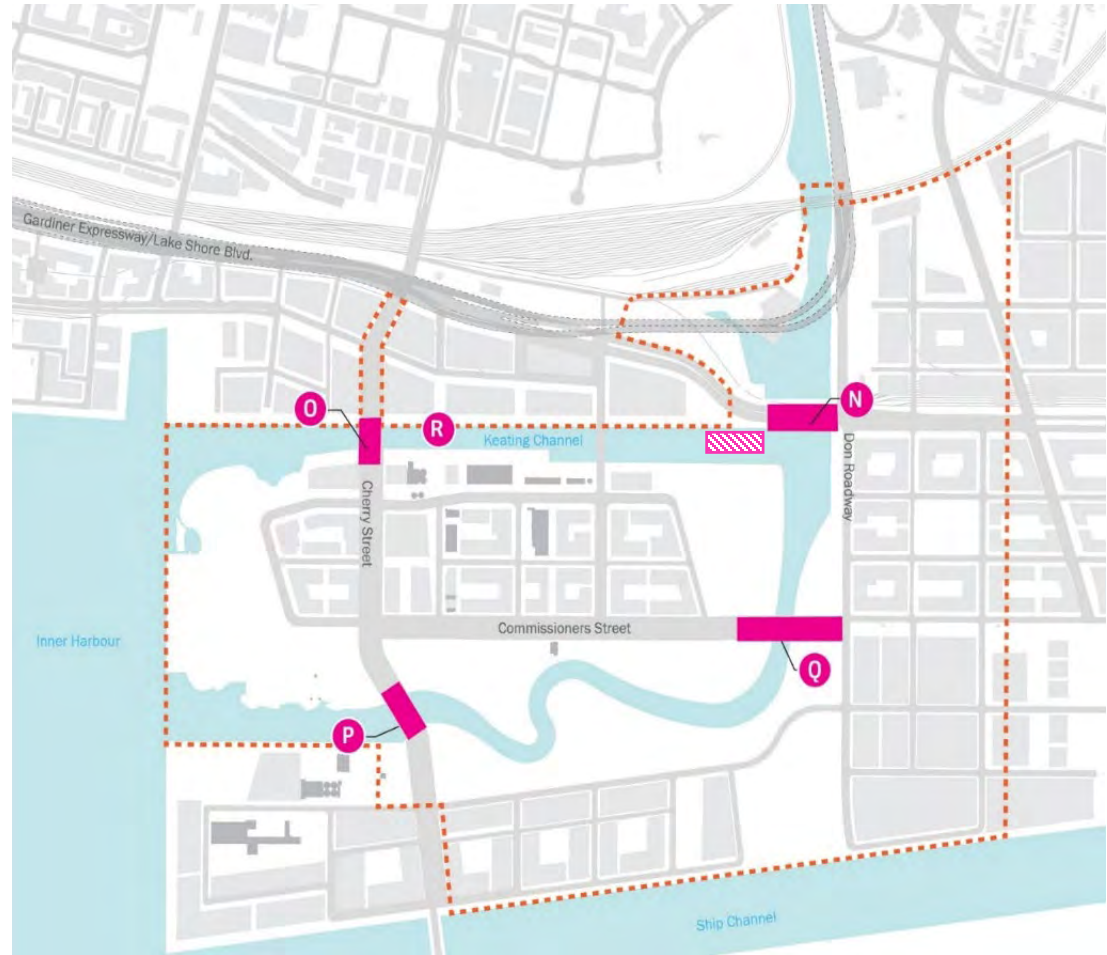 Gardiner Expressway/Lake Shore Blvd.
O
R
N
Keating Channel
Don Roadway
Cherry Street
Inner Harbour
Commissioners Street
Q
P
Ship Channel